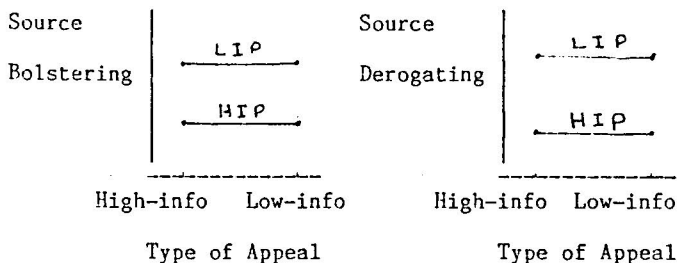 Source
Bolstering
LIP
HIP
High-info Low-info
Type of Appeal
Source
Derogating
LIP
HIP
High-info Low-info
Type of Appeal